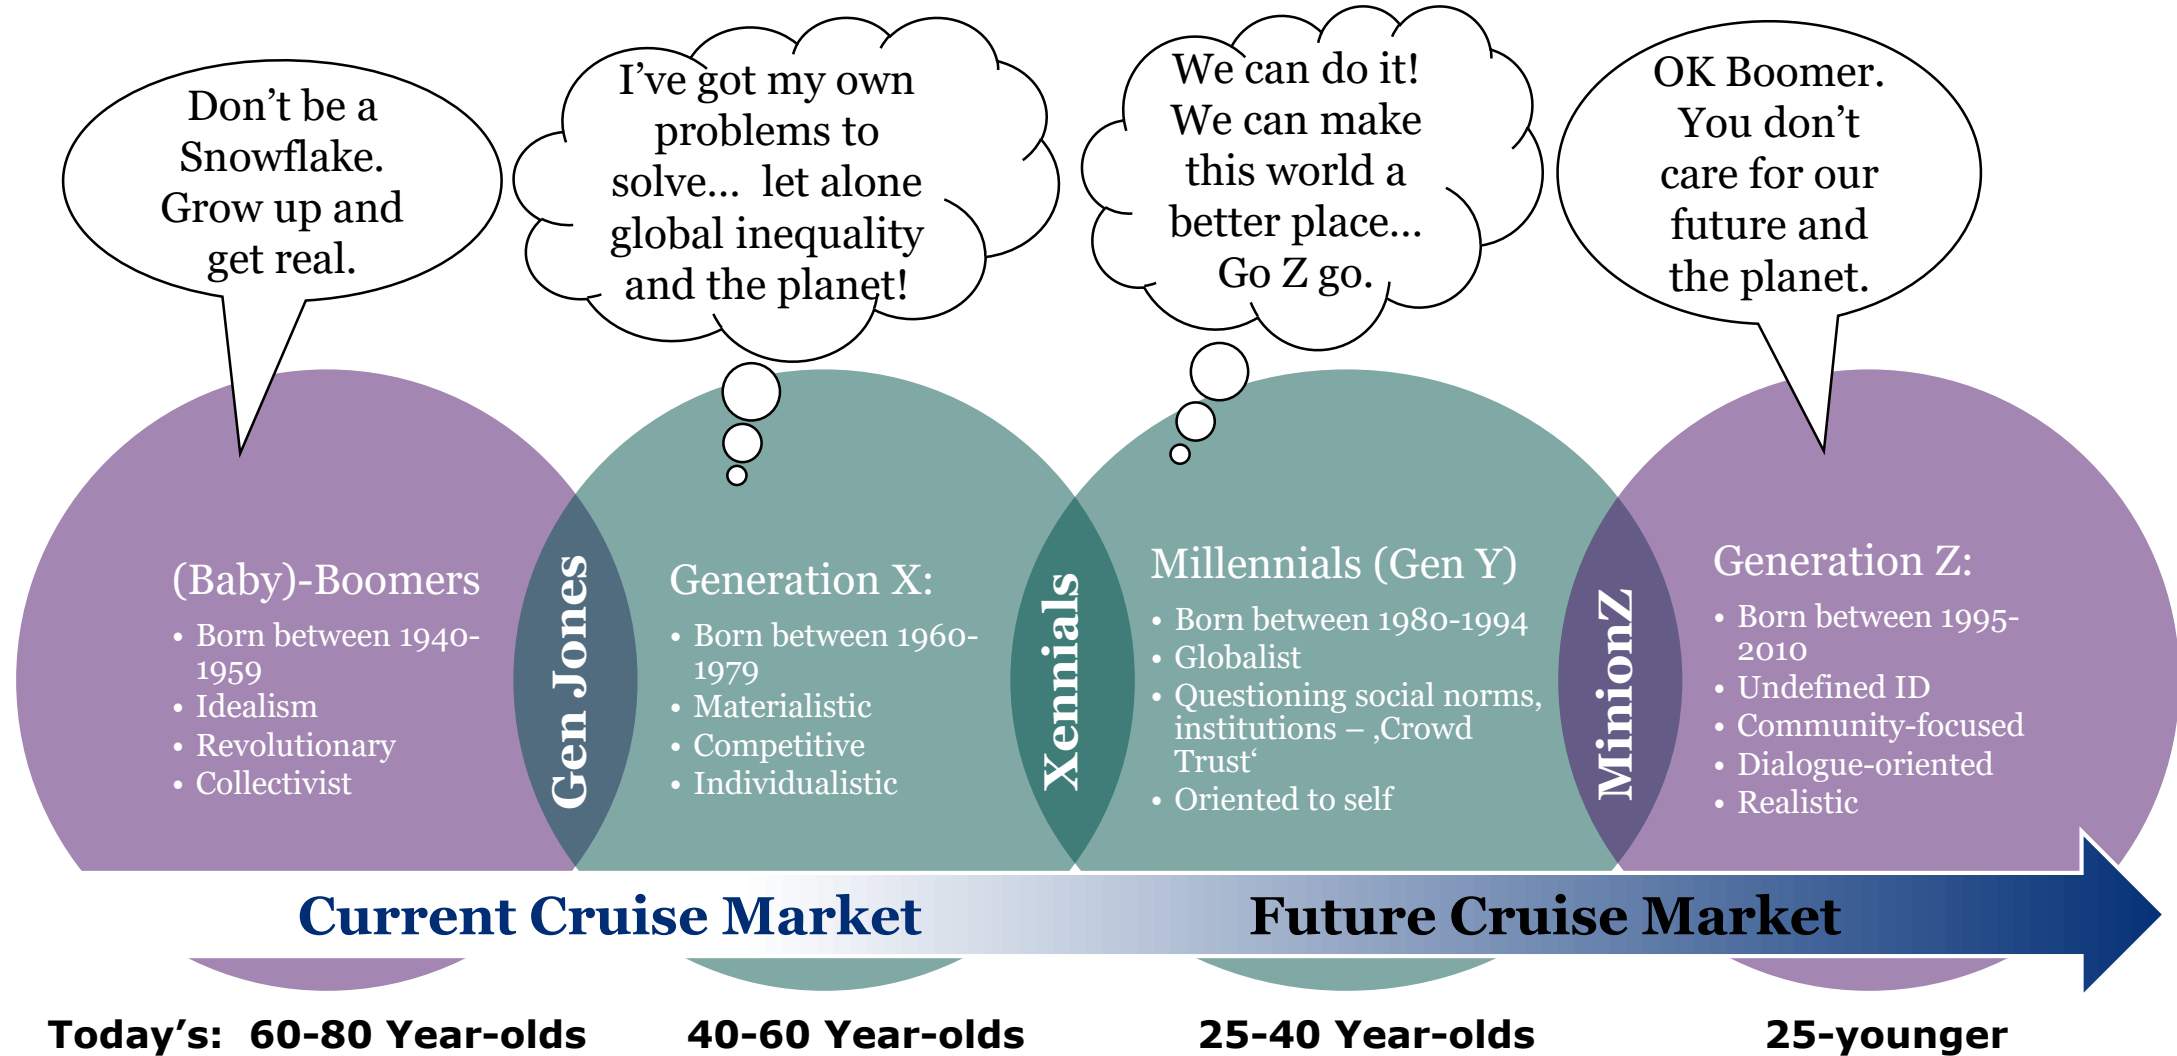 Don't be a
Snowflake.
Grow up and
get real.
I've got my own
problems to
solve... let alone
global inequality
and the planet!
We can do it!
We can make
this world a
better place...
Go Z go.
OK Boomer.
You don't
care for our
future and
the planet.
(Baby)-Boomers
• Born between 1940-
1959
• Idealism
• Revolutionary
• Collectivist
Gen Jones
Generation X:
• Born between 1960-
1979
• Materialistic
• Competitive
• Individualistic
Xennials
Millennials (Gen Y)
• Born between 1980-1994
• Globalist
• Questioning social norms,
institutions – ‚Crowd
Trust‘
• Oriented to self
MinionZ
Generation Z:
• Born between 1995-
2010
• Undefined ID
• Community-focused
• Dialogue-oriented
• Realistic
Current Cruise Market
Future Cruise Market
Today's: 60-80 Year-olds
40-60 Year-olds
25-40 Year-olds
25-younger